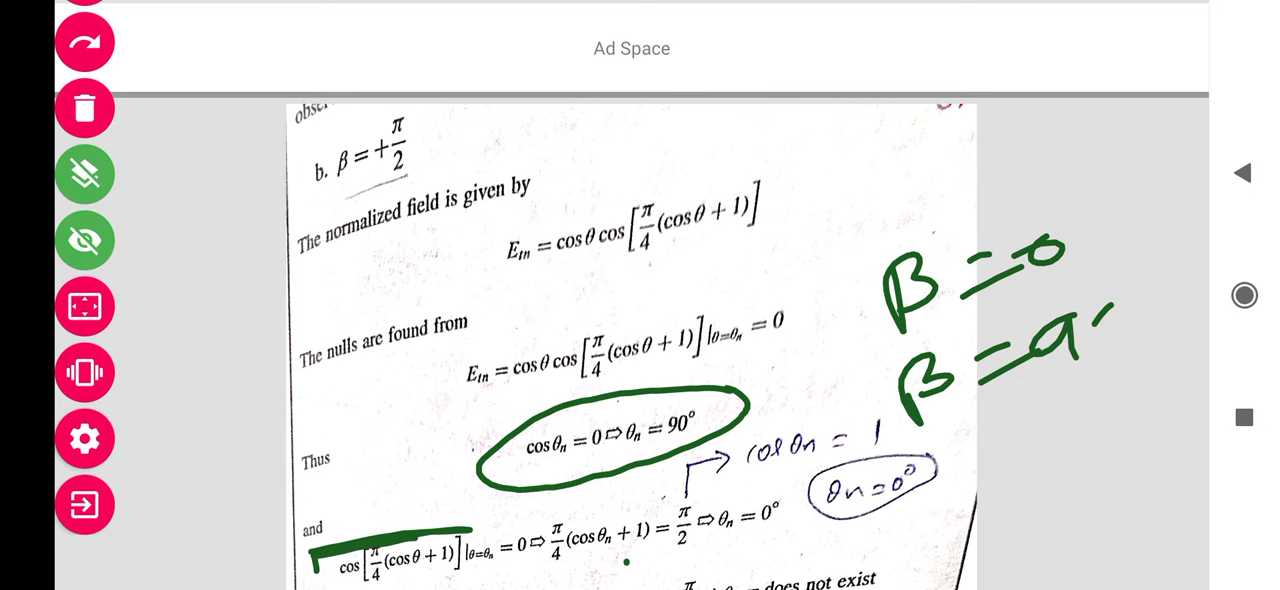 Ad Space
b. β = +π/2
The normalized field is given by
E_tn = cos θ cos [π/4 (cos θ + 1)]
The nulls are found from
E_tn = cos θ cos [π/4 (cos θ + 1)] |θ=θn = 0
β = 0
β = 9
Thus
cos θn = 0 ⇨ θn = 90°
cos θn = 1
θn = 0°
and
cos [π/4 (cos θ + 1)] |θ=θn = 0 ⇨ π/4 (cos θn + 1) = π/2 ⇨ θn = 0°
does not exist